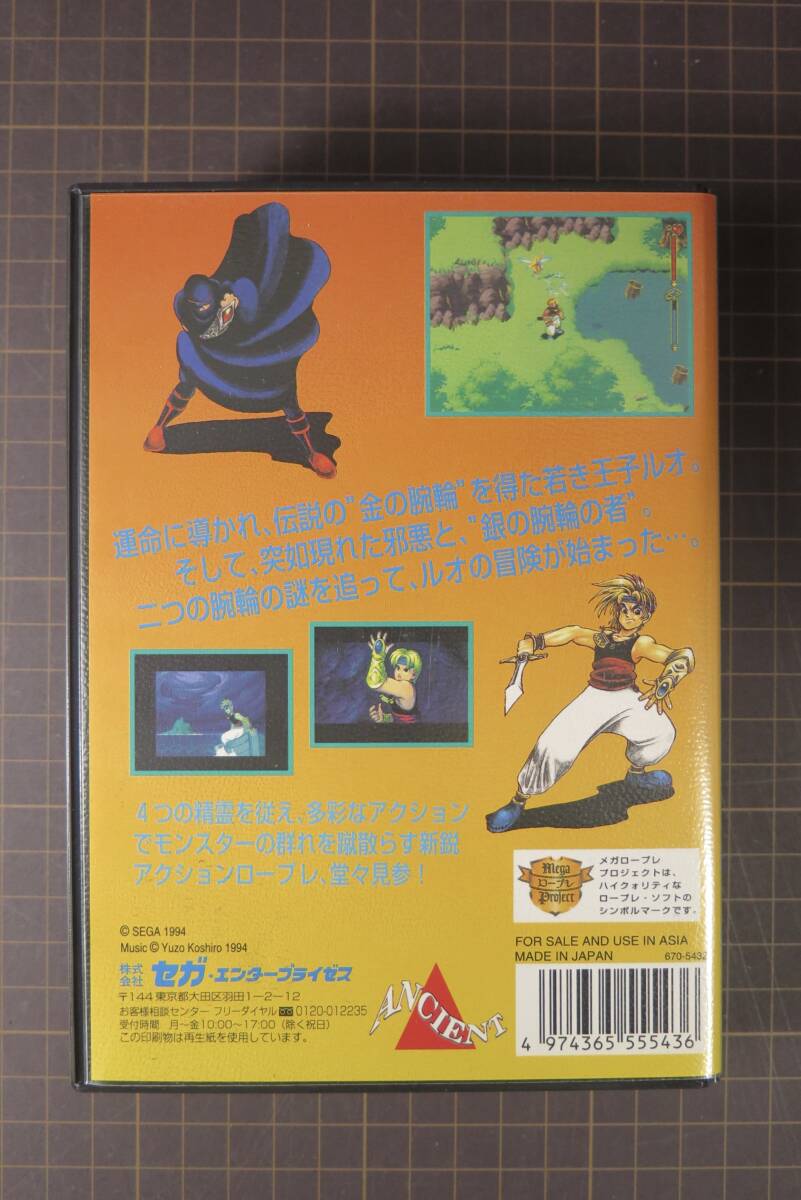 運命に導かれ、伝説の"金の腕輪"を得た若き王子ルオ。
そして、突如現れた邪悪と、"銀の腕輪の者"。
二つの腕輪の謎を追って、ルオの冒険が始まった…。
4つの精霊を従え、多彩なアクション
でモンスターの群れを蹴散らす新鋭
アクションロープレ、堂々見参！
Mega
ロープレ
Project
メガロープレ
プロジェクトは、
ハイクォリティな
ロープレ・ソフトの
シンボルマークです。
© SEGA 1994
Music © Yuzo Koshiro 1994
株式会社 セガ・エンタープライゼス
〒144 東京都大田区羽田1－2－12
お客様相談センター フリーダイヤル 0120-012235
受付時間 月〜金10:00〜17:00（除く祝日）
この印刷物は再生紙を使用しています。
ANCIENT
FOR SALE AND USE IN ASIA
MADE IN JAPAN 670-5432
4 974365 555436